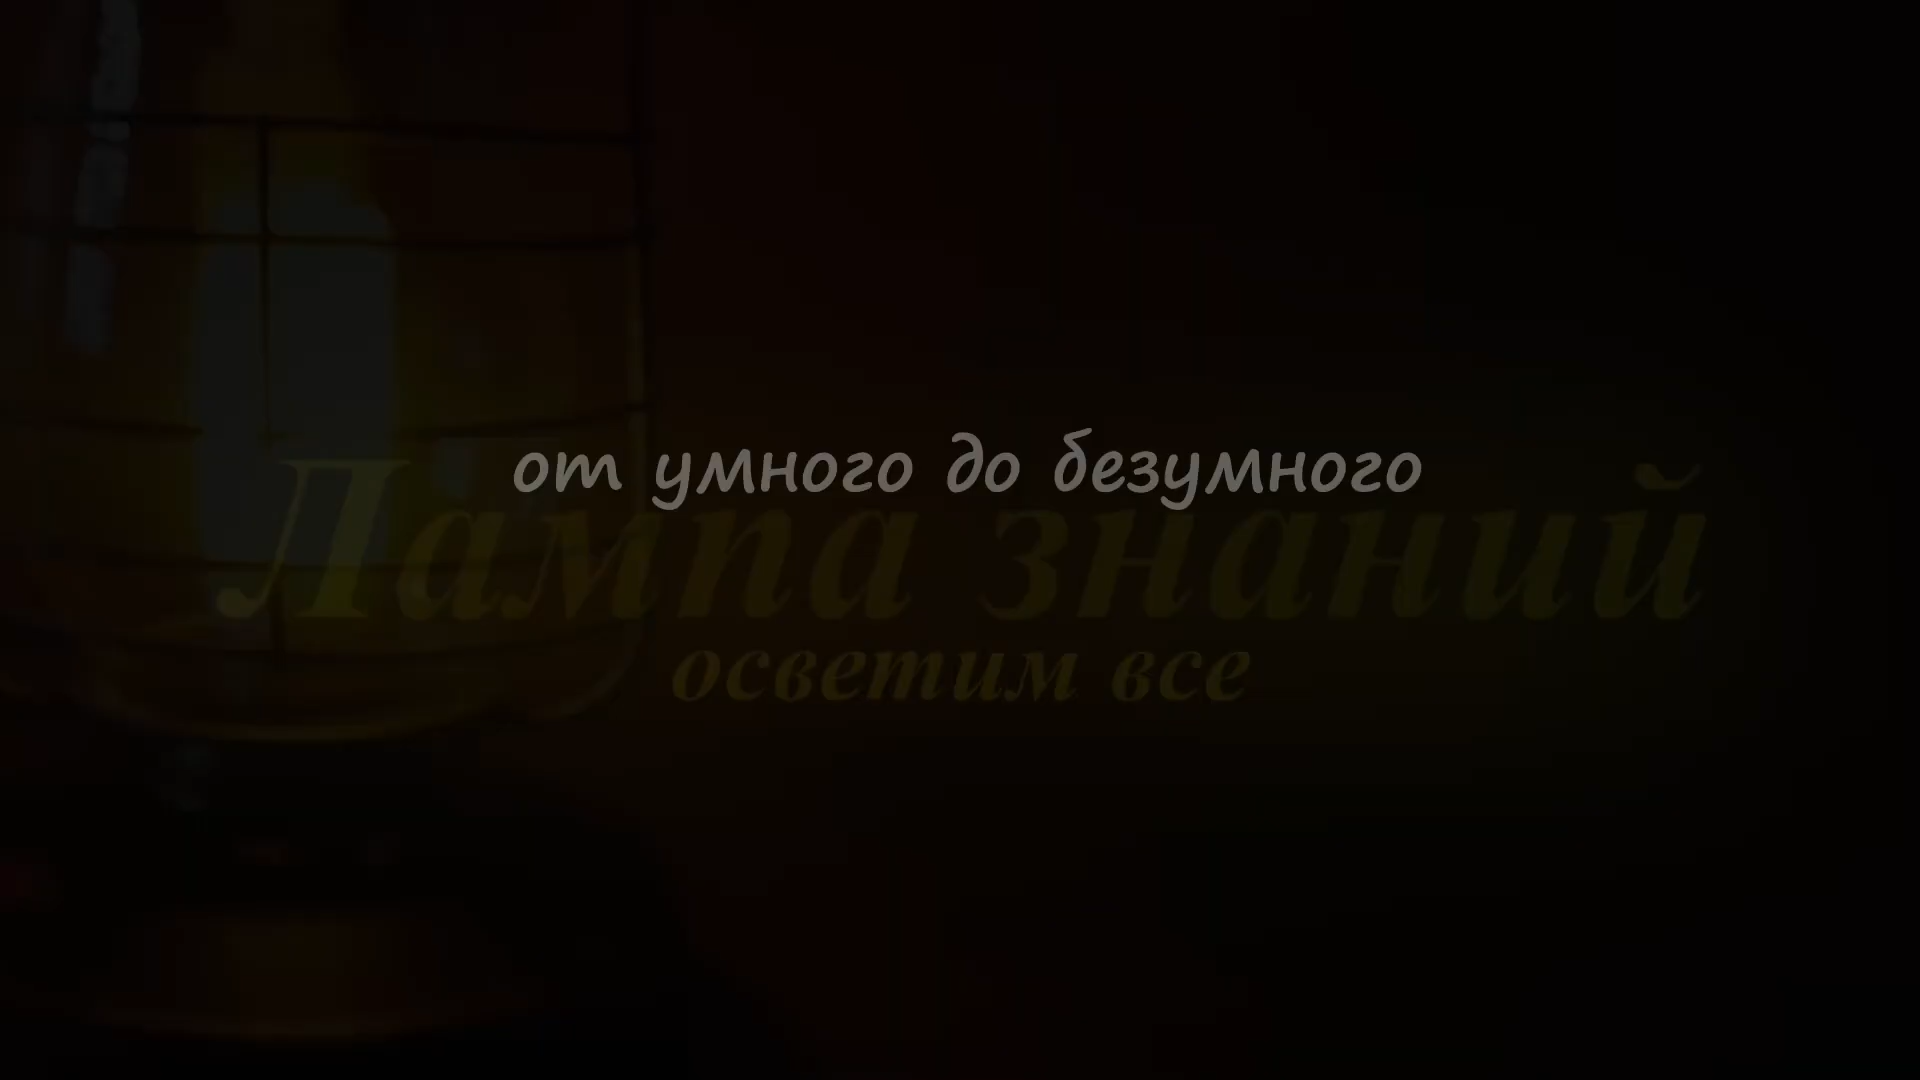 от умного до безумного
Лампа знаний
осветим все